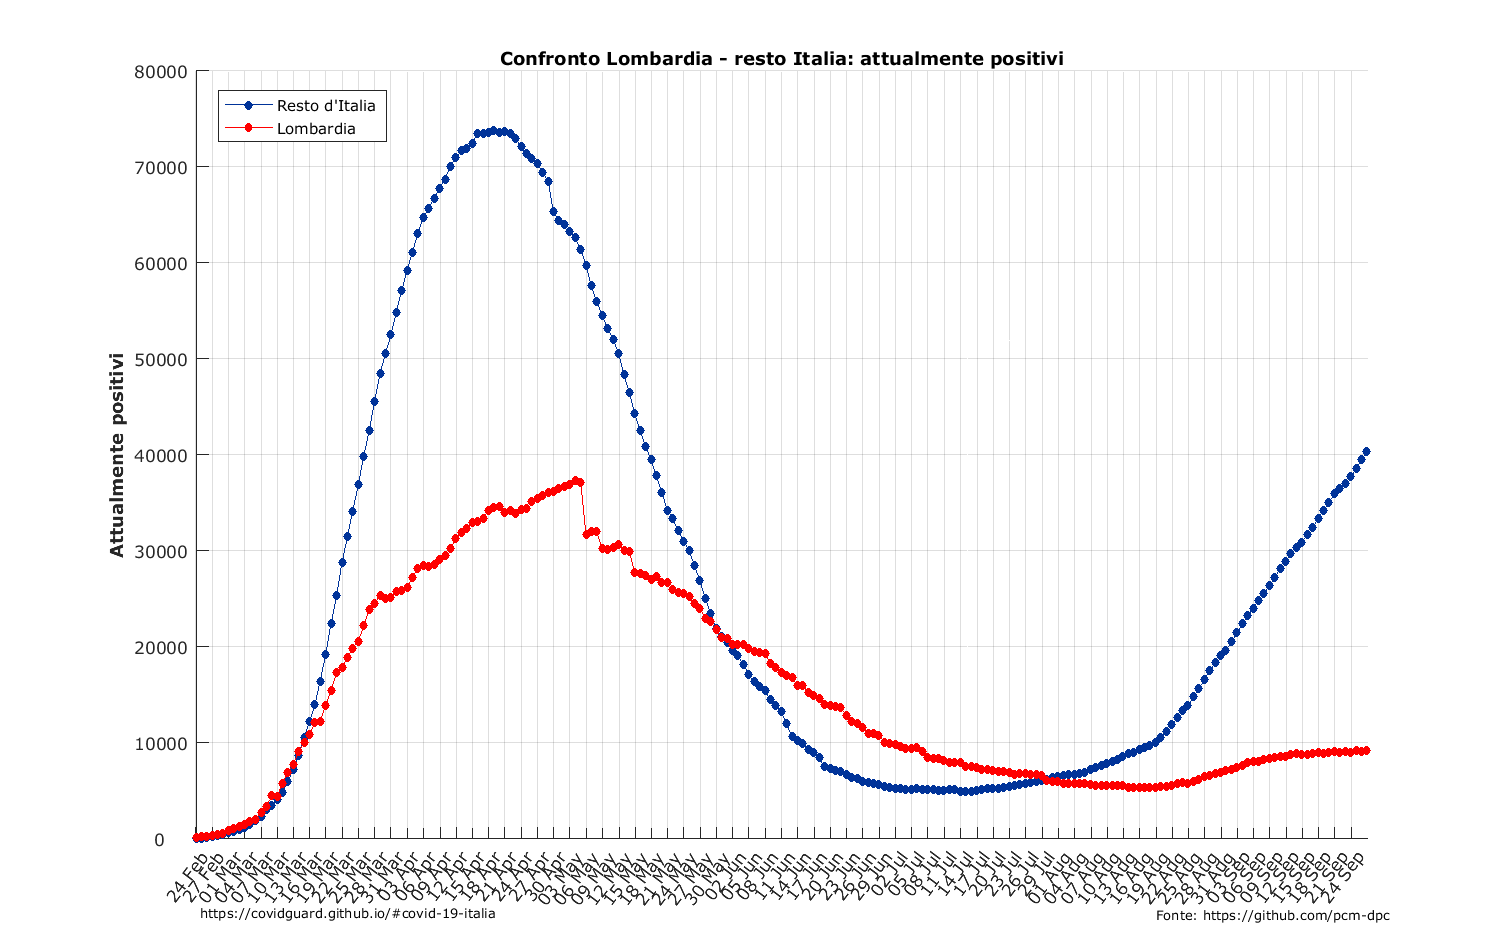 Confronto Lombardia - resto Italia: attualmente positivi
Resto d'Italia
Lombardia
Attualmente positivi
80000
70000
60000
50000
40000
30000
20000
10000
0
24 Feb
27 Feb
01 Mar
04 Mar
07 Mar
10 Mar
13 Mar
16 Mar
19 Mar
22 Mar
25 Mar
28 Mar
31 Mar
03 Apr
06 Apr
09 Apr
12 Apr
15 Apr
18 Apr
21 Apr
24 Apr
27 Apr
30 Apr
03 May
06 May
09 May
12 May
15 May
18 May
21 May
24 May
27 May
30 May
02 Jun
05 Jun
08 Jun
11 Jun
14 Jun
17 Jun
20 Jun
23 Jun
26 Jun
29 Jun
02 Jul
05 Jul
08 Jul
11 Jul
14 Jul
17 Jul
20 Jul
23 Jul
26 Jul
29 Jul
01 Aug
04 Aug
07 Aug
10 Aug
13 Aug
16 Aug
19 Aug
22 Aug
25 Aug
28 Aug
31 Aug
03 Sep
06 Sep
09 Sep
12 Sep
15 Sep
18 Sep
21 Sep
24 Sep
https://covidguard.github.io/#covid-19-italia
Fonte: https://github.com/pcm-dpc